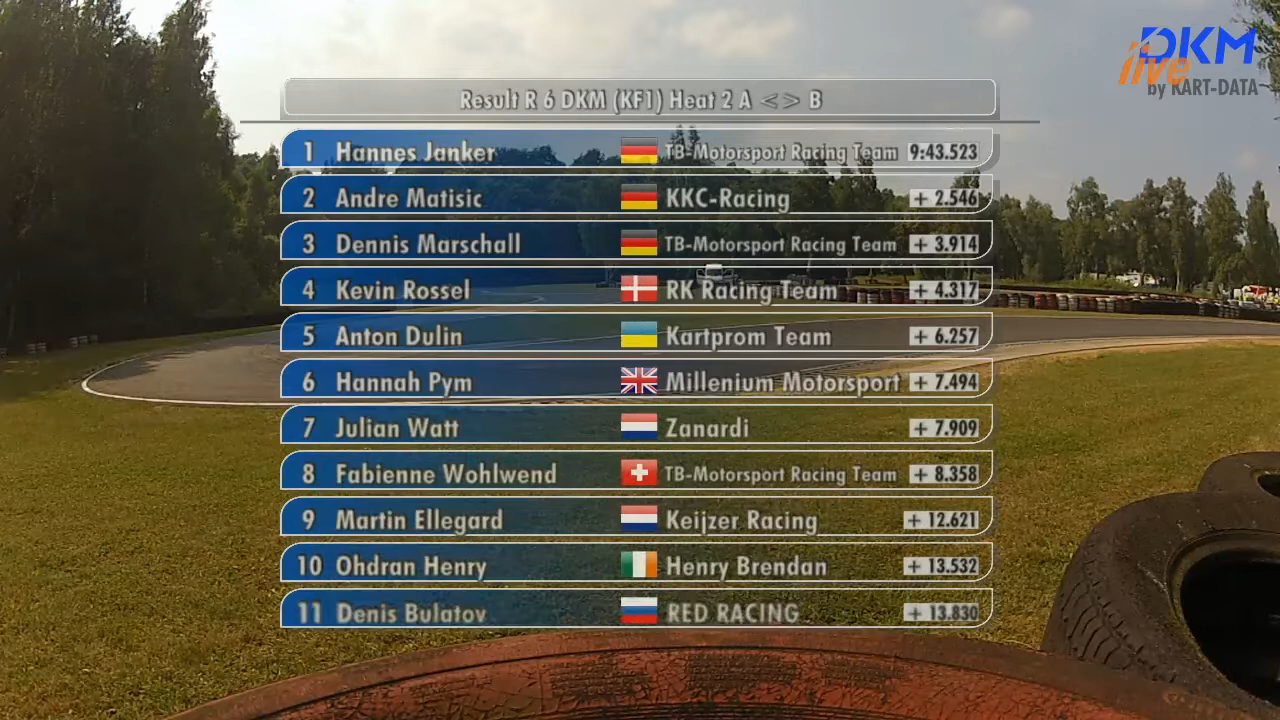 DKM
live
by KART-DATA
Result R 6 DKM (KF1) Heat 2 A <> B
1 Hannes Janker TB-Motorsport Racing Team 9:43.523
2 Andre Matisic KKC-Racing + 2.546
3 Dennis Marschall TB-Motorsport Racing Team + 3.914
4 Kevin Rossel RK Racing Team + 4.317
5 Anton Dulin Kartprom Team + 6.257
6 Hannah Pym Millenium Motorsport + 7.494
7 Julian Watt Zanardi + 7.909
8 Fabienne Wohlwend TB-Motorsport Racing Team + 8.358
9 Martin Ellegard Keijzer Racing + 12.621
10 Ohdran Henry Henry Brendan + 13.532
11 Denis Bulatov RED RACING + 13.830